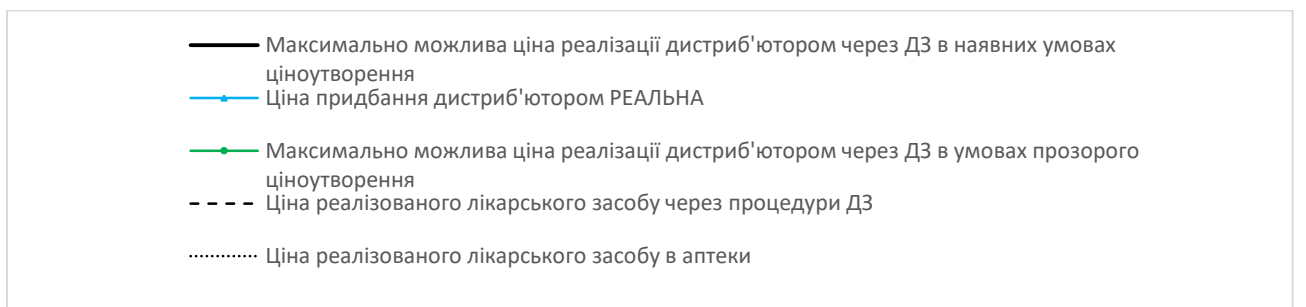 Максимально можлива ціна реалізації дистриб'ютором через ДЗ в наявних умовах
ціноутворення
Ціна придбання дистриб'ютором РЕАЛЬНА
Максимально можлива ціна реалізації дистриб'ютором через ДЗ в умовах прозорого
ціноутворення
Ціна реалізованого лікарського засобу через процедури ДЗ
Ціна реалізованого лікарського засобу в аптеки